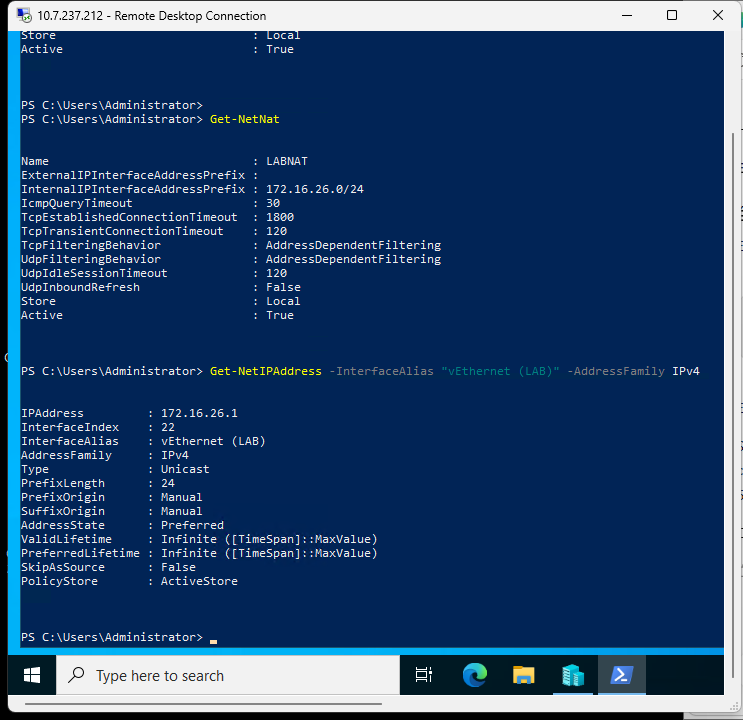 10.7.237.212 - Remote Desktop Connection
Store : Local
Active : True
PS C:\Users\Administrator>
PS C:\Users\Administrator> Get-NetNat
Name : LABNAT
ExternalIPInterfaceAddressPrefix :
InternalIPInterfaceAddressPrefix : 172.16.26.0/24
IcmpQueryTimeout : 30
TcpEstablishedConnectionTimeout : 1800
TcpTransientConnectionTimeout : 120
TcpFilteringBehavior : AddressDependentFiltering
UdpFilteringBehavior : AddressDependentFiltering
UdpIdleSessionTimeout : 120
UdpInboundRefresh : False
Store : Local
Active : True
PS C:\Users\Administrator> Get-NetIPAddress -InterfaceAlias "vEthernet (LAB)" -AddressFamily IPv4
IPAddress : 172.16.26.1
InterfaceIndex : 22
InterfaceAlias : vEthernet (LAB)
AddressFamily : IPv4
Type : Unicast
PrefixLength : 24
PrefixOrigin : Manual
SuffixOrigin : Manual
AddressState : Preferred
ValidLifetime : Infinite ([TimeSpan]::MaxValue)
PreferredLifetime : Infinite ([TimeSpan]::MaxValue)
SkipAsSource : False
PolicyStore : ActiveStore
PS C:\Users\Administrator>
Type here to search